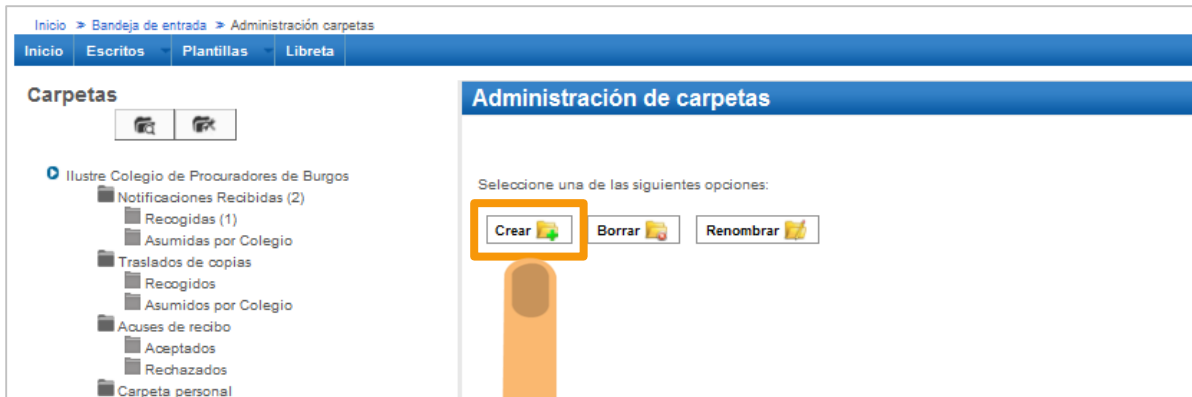 Inicio > Bandeja de entrada > Administración carpetas
Inicio Escritos Plantillas Libreta
Carpetas
Administración de carpetas
Ilustre Colegio de Procuradores de Burgos
Notificaciones Recibidas (2)
Recogidas (1)
Asumidas por Colegio
Traslados de copias
Recogidos
Asumidos por Colegio
Acuses de recibo
Aceptados
Rechazados
Carpeta personal
Seleccione una de las siguientes opciones:
Crear Borrar Renombrar